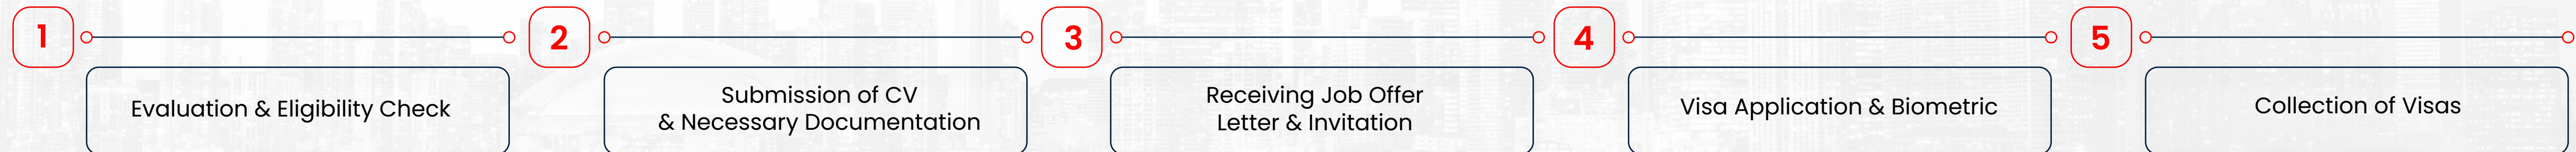 1
Evaluation & Eligibility Check
2
Submission of CV
& Necessary Documentation
3
Receiving Job Offer
Letter & Invitation
4
Visa Application & Biometric
5
Collection of Visas